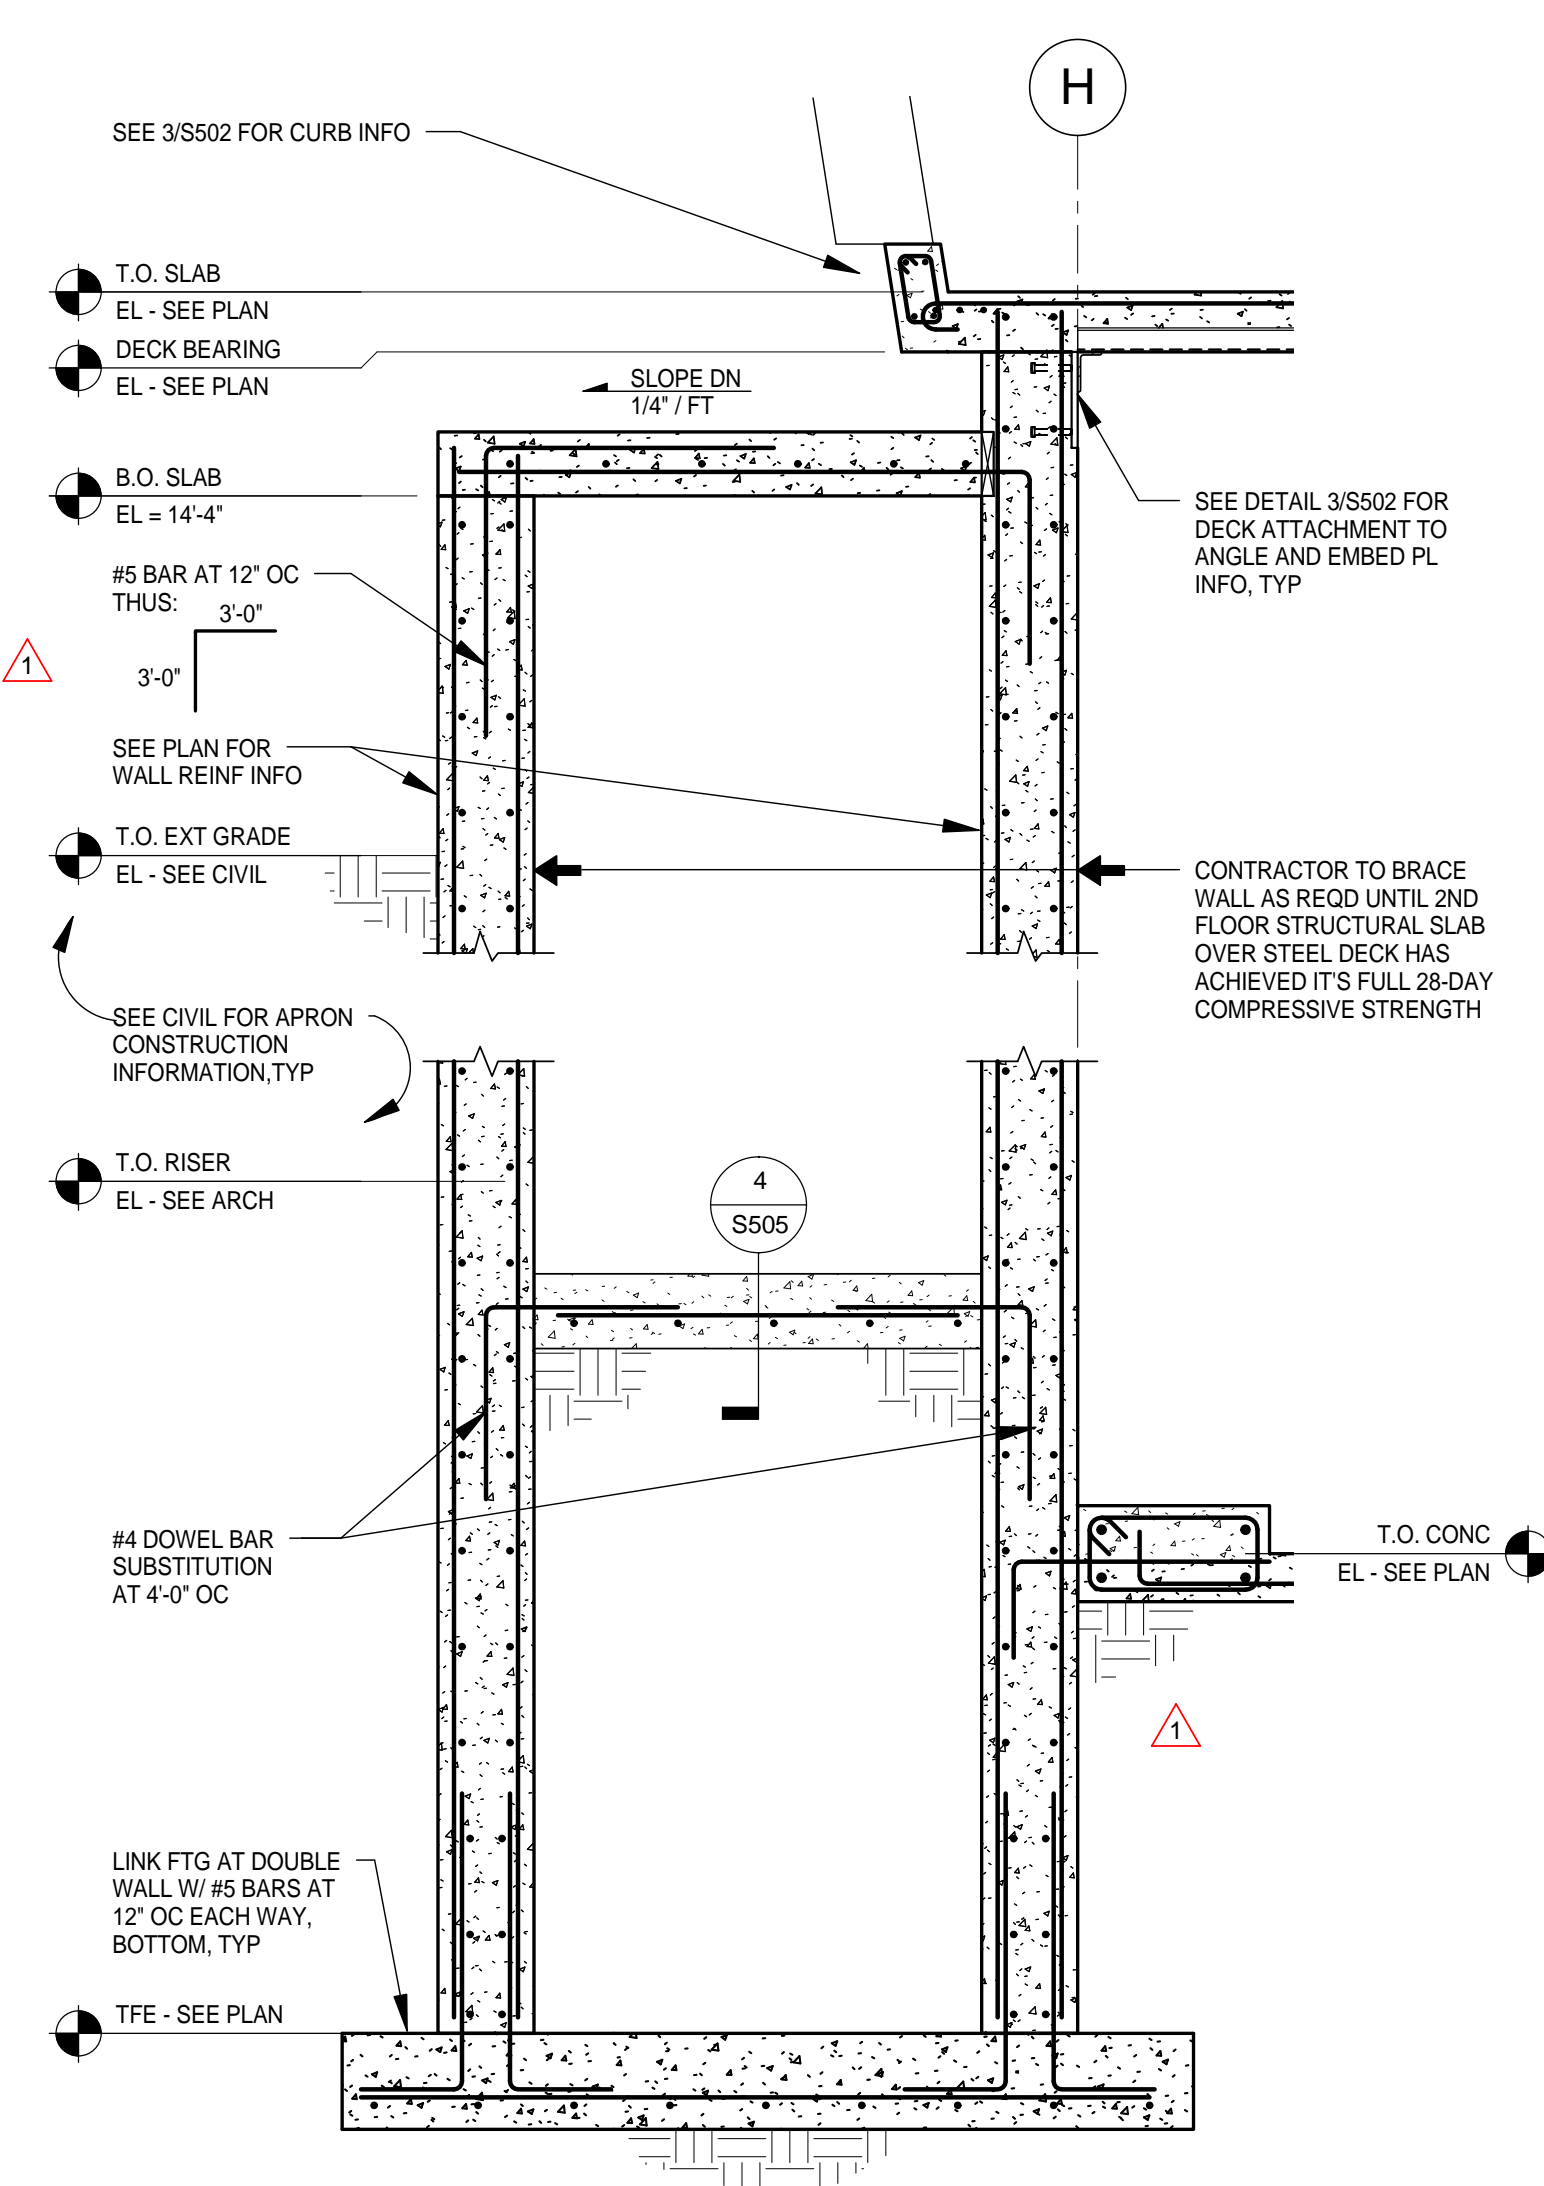 H
SEE 3/S502 FOR CURB INFO
T.O. SLAB
EL - SEE PLAN
DECK BEARING
EL - SEE PLAN
SLOPE DN
1/4" / FT
B.O. SLAB
EL = 14'-4"
SEE DETAIL 3/S502 FOR
DECK ATTACHMENT TO
ANGLE AND EMBED PL
INFO, TYP
#5 BAR AT 12" OC
THUS:
3'-0"
3'-0"
1
SEE PLAN FOR
WALL REINF INFO
T.O. EXT GRADE
EL - SEE CIVIL
CONTRACTOR TO BRACE
WALL AS REQD UNTIL 2ND
FLOOR STRUCTURAL SLAB
OVER STEEL DECK HAS
ACHIEVED IT'S FULL 28-DAY
COMPRESSIVE STRENGTH
SEE CIVIL FOR APRON
CONSTRUCTION
INFORMATION,TYP
T.O. RISER
EL - SEE ARCH
4
S505
#4 DOWEL BAR
SUBSTITUTION
AT 4'-0" OC
T.O. CONC
EL - SEE PLAN
1
LINK FTG AT DOUBLE
WALL W/ #5 BARS AT
12" OC EACH WAY,
BOTTOM, TYP
TFE - SEE PLAN